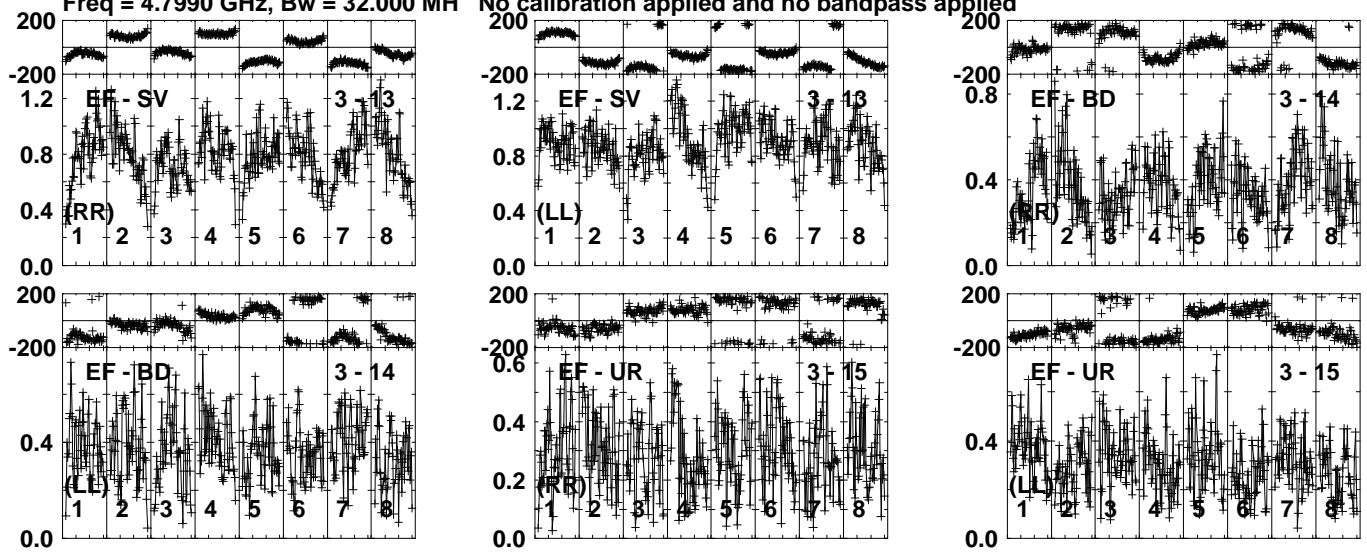 Freq = 4.7990 GHz, Bw = 32.000 MH No calibration applied and no bandpass applied
200
-200
1.2
0.8
0.4
0.0
EF - SV 3 - 13
(RR)
1 2 3 4 5 6 7 8
200
-200
1.2
0.8
0.4
0.0
EF - SV 3 - 13
(LL)
1 2 3 4 5 6 7 8
200
-200
0.8
0.4
0.0
EF - BD 3 - 14
(RR)
1 2 3 4 5 6 7 8
200
-200
0.4
0.0
EF - BD 3 - 14
(LL)
1 2 3 4 5 6 7 8
200
-200
0.6
0.4
0.2
0.0
EF - UR 3 - 15
(RR)
1 2 3 4 5 6 7 8
200
-200
0.4
0.0
EF - UR 3 - 15
(LL)
1 2 3 4 5 6 7 8